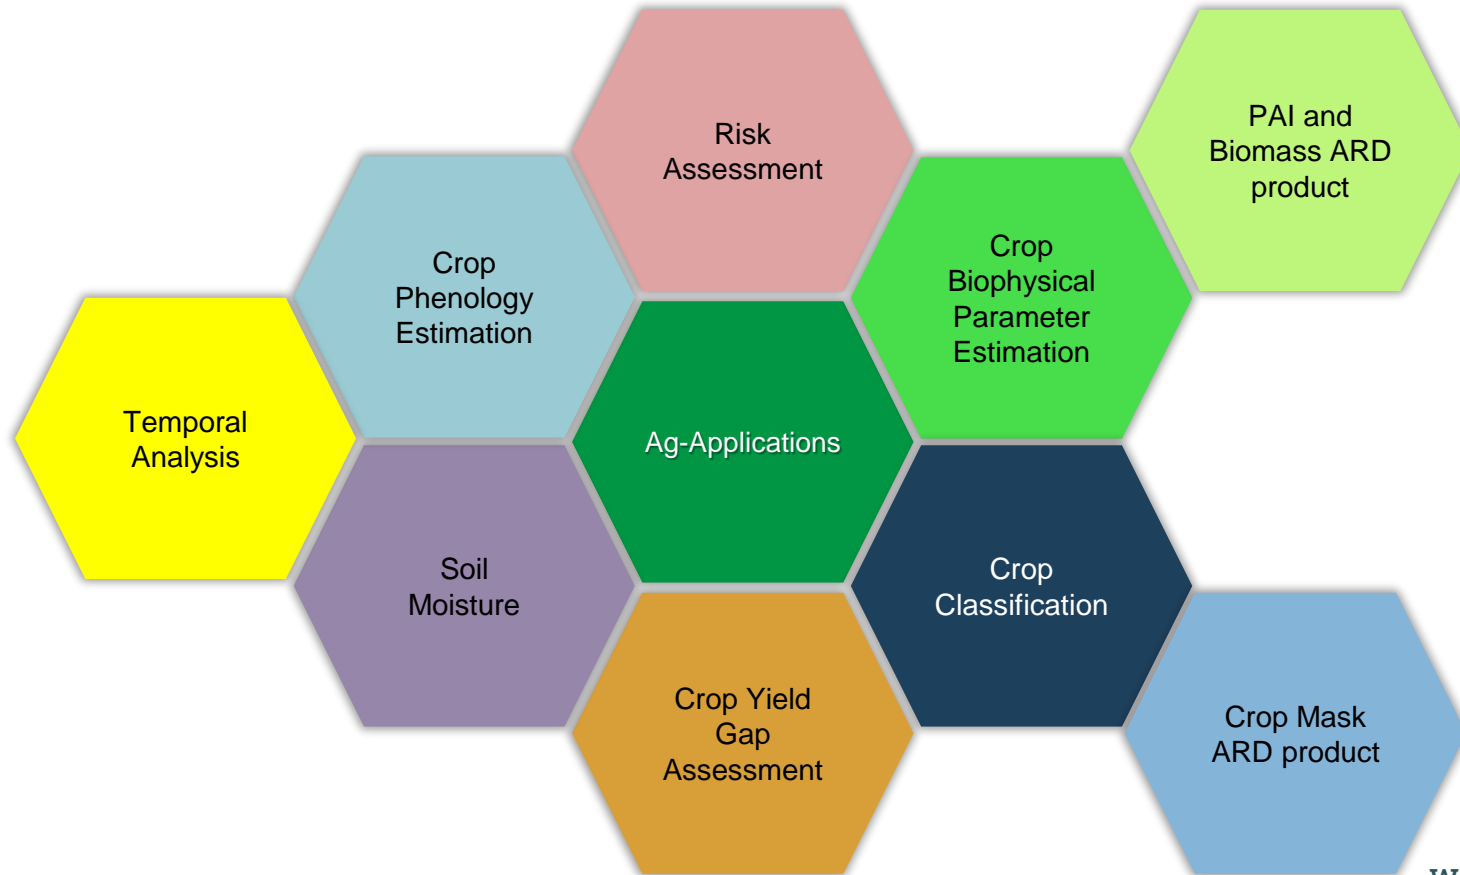 Risk
Assessment
PAI and
Biomass ARD
product
Crop
Phenology
Estimation
Crop
Biophysical
Parameter
Estimation
Temporal
Analysis
Ag-Applications
Soil
Moisture
Crop
Classification
Crop Yield
Gap
Assessment
Crop Mask
ARD product